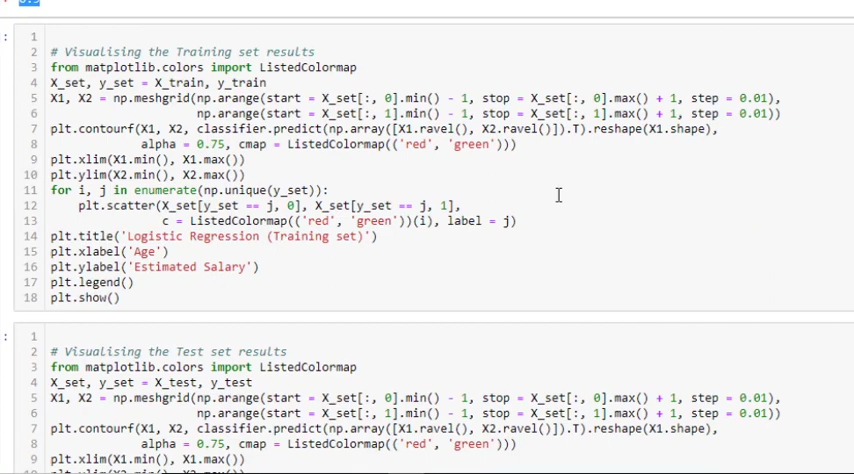 0.9
:
1
2 # Visualising the Training set results
3 from matplotlib.colors import ListedColormap
4 X_set, y_set = X_train, y_train
5 X1, X2 = np.meshgrid(np.arange(start = X_set[:, 0].min() - 1, stop = X_set[:, 0].max() + 1, step = 0.01),
6 np.arange(start = X_set[:, 1].min() - 1, stop = X_set[:, 1].max() + 1, step = 0.01))
7 plt.contourf(X1, X2, classifier.predict(np.array([X1.ravel(), X2.ravel()]).T).reshape(X1.shape),
8 alpha = 0.75, cmap = ListedColormap(('red', 'green')))
9 plt.xlim(X1.min(), X1.max())
10 plt.ylim(X2.min(), X2.max())
11 for i, j in enumerate(np.unique(y_set)):
12 plt.scatter(X_set[y_set == j, 0], X_set[y_set == j, 1],
13 c = ListedColormap(('red', 'green'))(i), label = j)
14 plt.title('Logistic Regression (Training set)')
15 plt.xlabel('Age')
16 plt.ylabel('Estimated Salary')
17 plt.legend()
18 plt.show()
:
1
2 # Visualising the Test set results
3 from matplotlib.colors import ListedColormap
4 X_set, y_set = X_test, y_test
5 X1, X2 = np.meshgrid(np.arange(start = X_set[:, 0].min() - 1, stop = X_set[:, 0].max() + 1, step = 0.01),
6 np.arange(start = X_set[:, 1].min() - 1, stop = X_set[:, 1].max() + 1, step = 0.01))
7 plt.contourf(X1, X2, classifier.predict(np.array([X1.ravel(), X2.ravel()]).T).reshape(X1.shape),
8 alpha = 0.75, cmap = ListedColormap(('red', 'green')))
9 plt.xlim(X1.min(), X1.max())